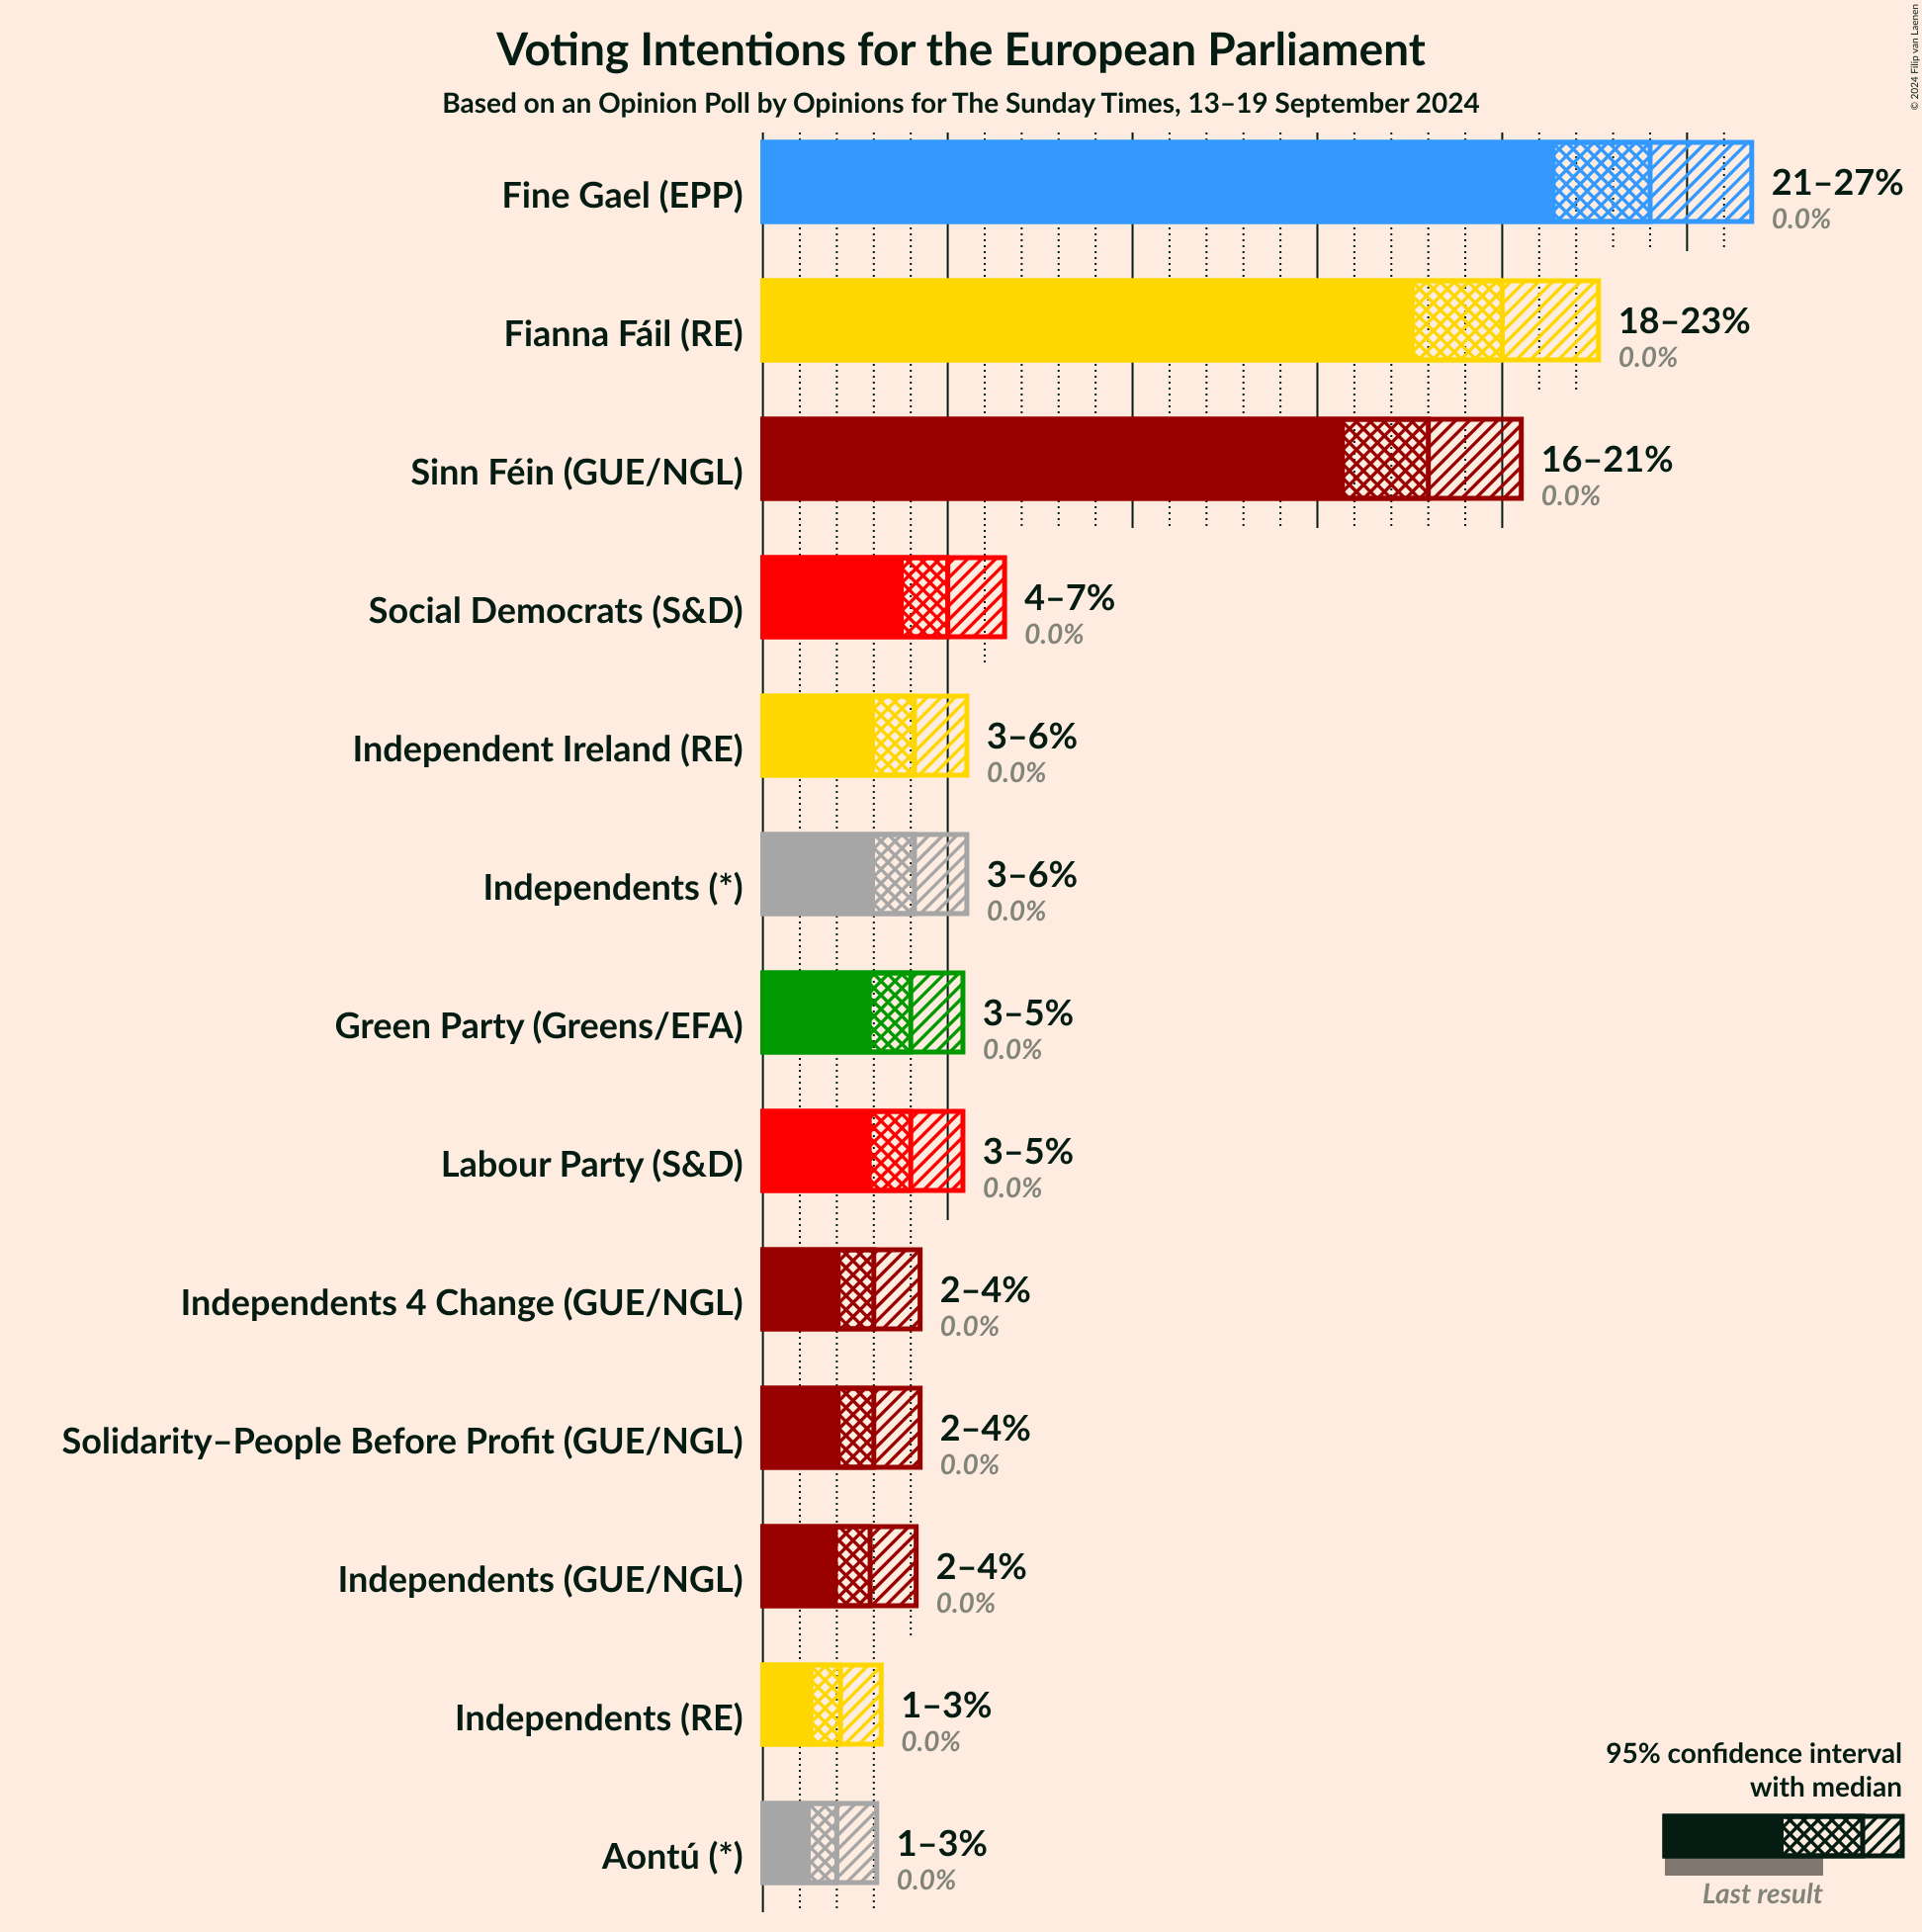 Voting Intentions for the European Parliament
Based on an Opinion Poll by Opinions for The Sunday Times, 13–19 September 2024
© 2024 Filip van Laenen
Fine Gael (EPP)
21–27%
0.0%
Fianna Fáil (RE)
18–23%
0.0%
Sinn Féin (GUE/NGL)
16–21%
0.0%
Social Democrats (S&D)
4–7%
0.0%
Independent Ireland (RE)
3–6%
0.0%
Independents (*)
3–6%
0.0%
Green Party (Greens/EFA)
3–5%
0.0%
Labour Party (S&D)
3–5%
0.0%
Independents 4 Change (GUE/NGL)
2–4%
0.0%
Solidarity–People Before Profit (GUE/NGL)
2–4%
0.0%
Independents (GUE/NGL)
2–4%
0.0%
Independents (RE)
1–3%
0.0%
Aontú (*)
1–3%
0.0%
95% confidence interval
with median
Last result